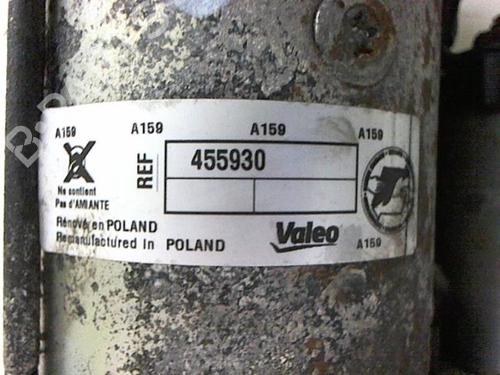 A159 A159 A159 A159
REF 455930
Ne contient
Pas d'AMIANTE
Rénové en POLAND
Remanufactured in POLAND
Valeo
A159